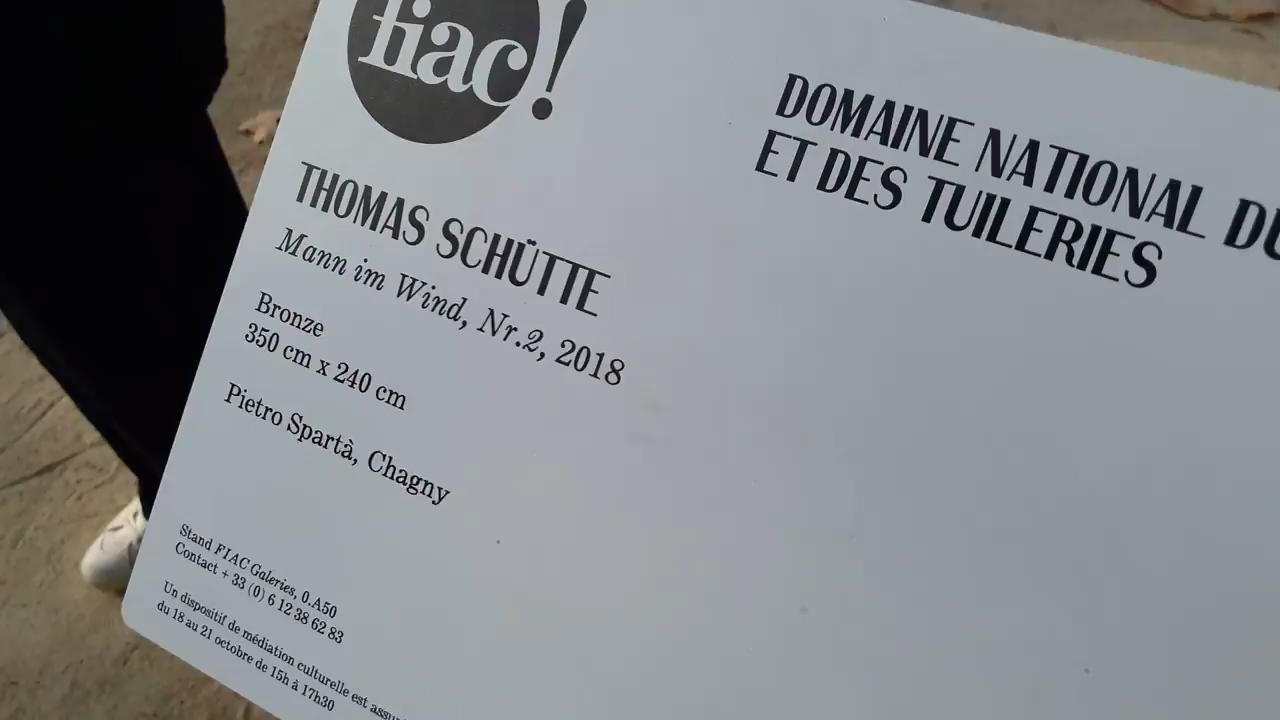 fiac!
DOMAINE NATIONAL DU
ET DES TUILERIES
THOMAS SCHÜTTE
Mann im Wind, Nr.2, 2018
Bronze
350 cm x 240 cm
Pietro Spartà, Chagny
Stand FIAC Galeries, 0.A50
Contact + 33 (0) 6 12 38 62 83
Un dispositif de médiation culturelle est
du 18 au 21 octobre de 15h à 17h30